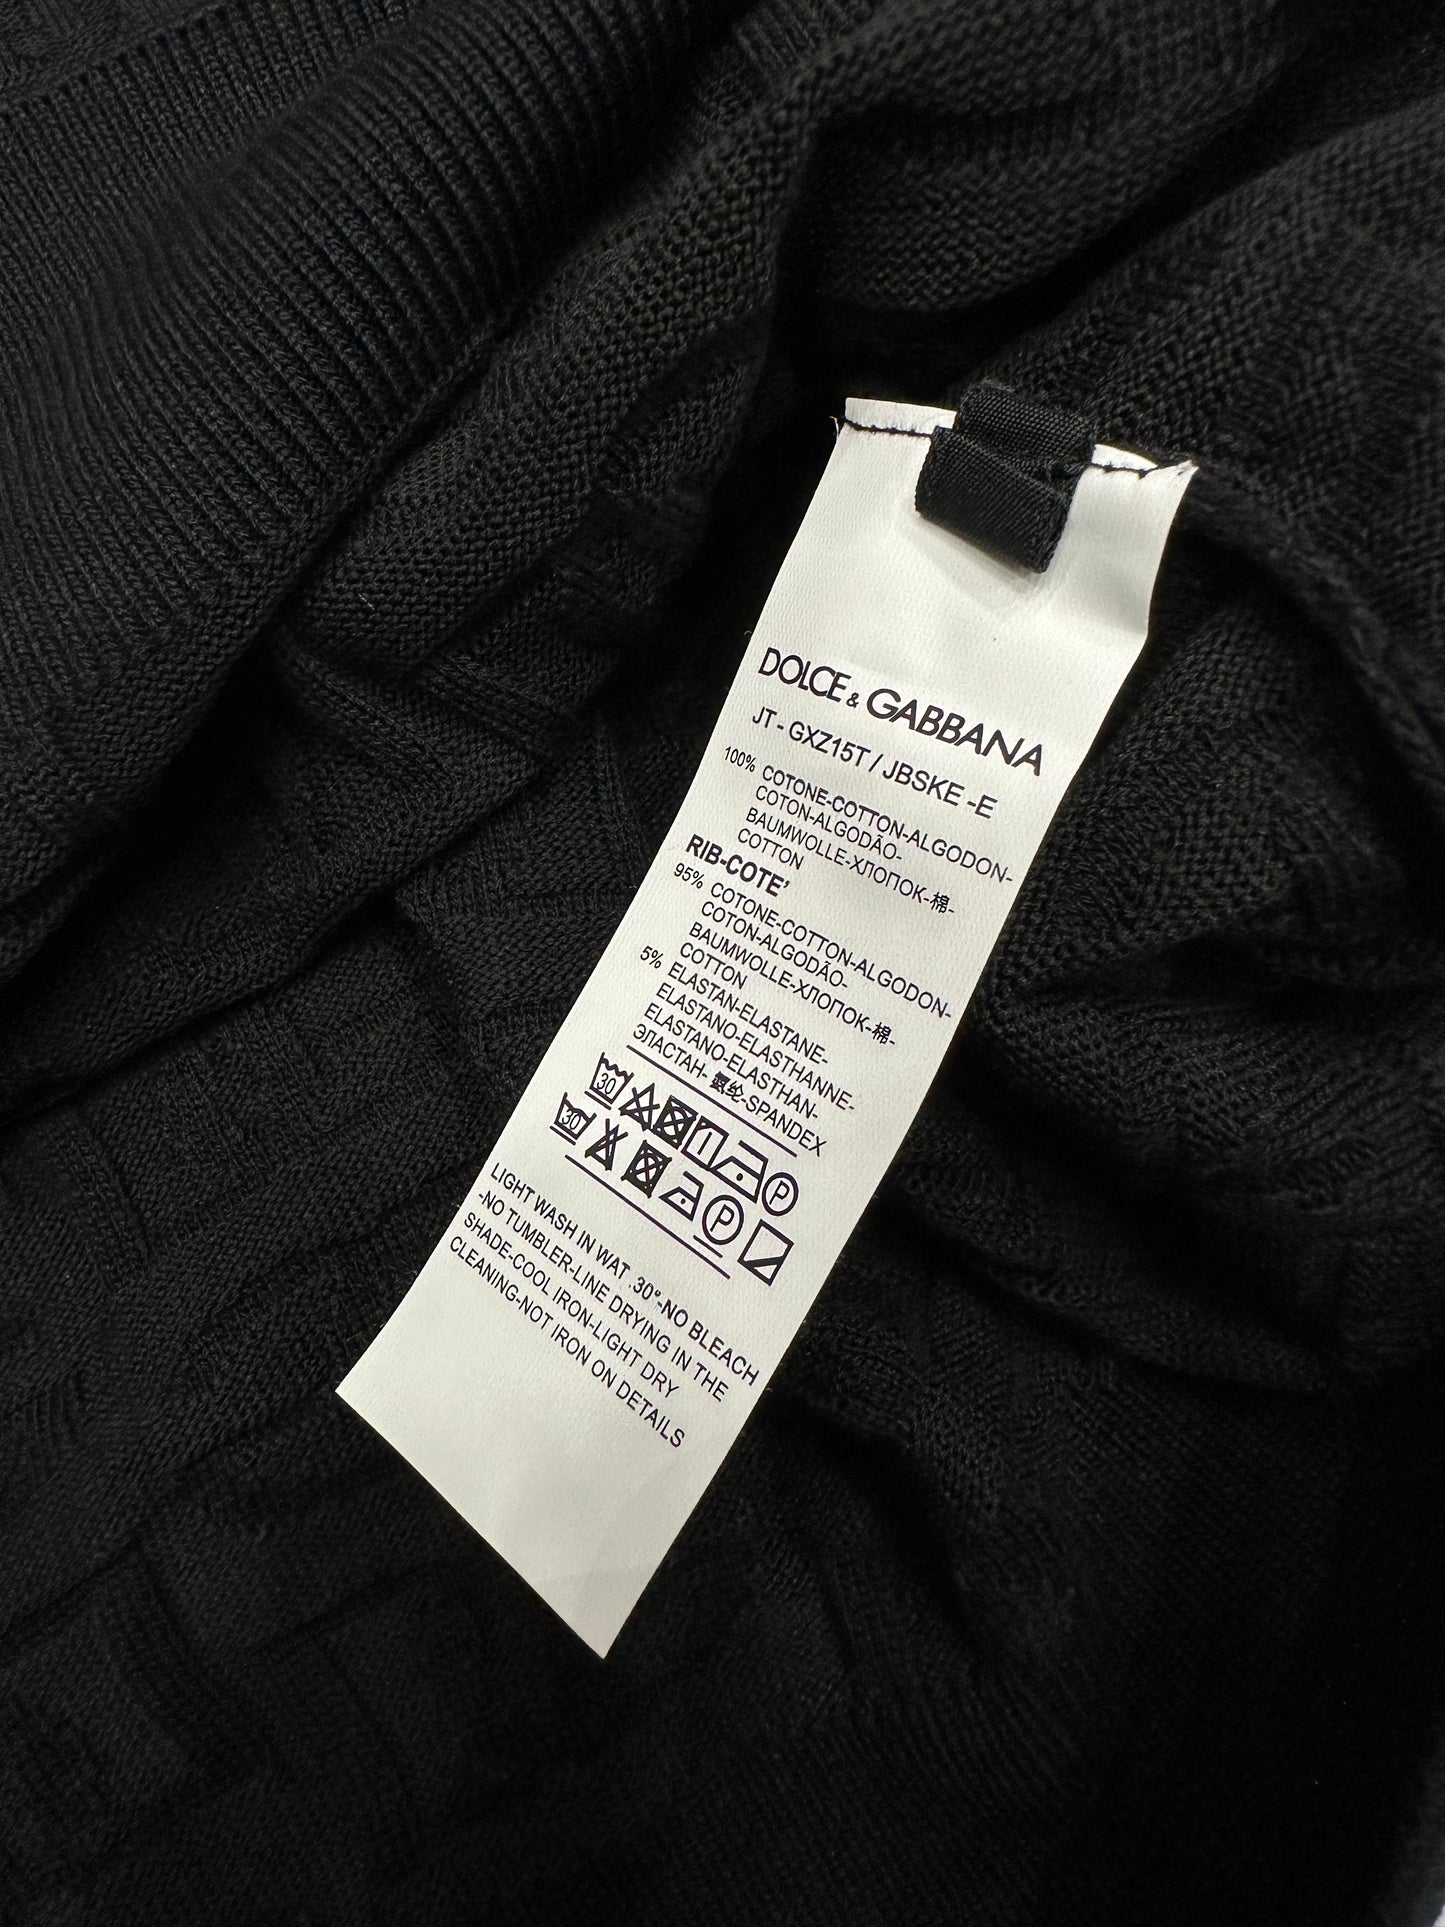 DOLCE & GABBANA
JT - GXZ15T / JBSKE -E
100% COTONE-COTTON-ALGODON-
COTON-ALGODÃO-
BAUMWOLLE-ХЛОПОК-棉-
COTTON
RIB-COTE'
95% COTONE-COTTON-ALGODON-
COTON-ALGODÃO-
BAUMWOLLE-ХЛОПОК-棉-
COTTON
5% ELASTAN-ELASTANE-
ELASTANO-ELASTHANNE-
ELASTANO-ELASTHAN-
ЭЛАСТАН- 氨纶-SPANDEX
30 P
30 P
LIGHT WASH IN WAT .30°-NO BLEACH
-NO TUMBLER-LINE DRYING IN THE
SHADE-COOL IRON-LIGHT DRY
CLEANING-NOT IRON ON DETAILS